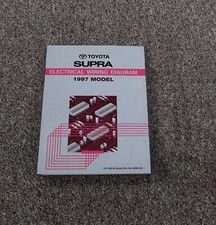 TOYOTA
SUPRA
ELECTRICAL WIRING DIAGRAM
1997 MODEL